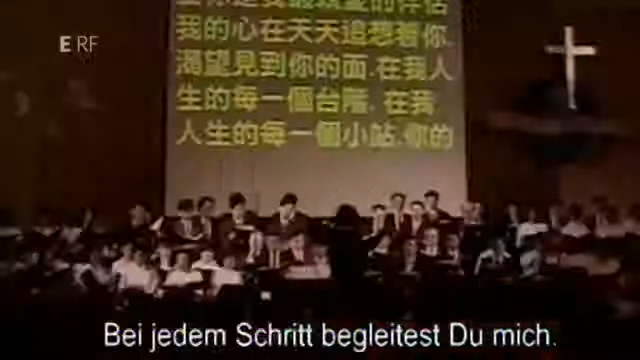 ERF
我的心在天天追想着你.
渴望見到你的面.在我人
生的每一個台階.在我
人生的每一個小站.你的
Bei jedem Schritt begleitest Du mich.